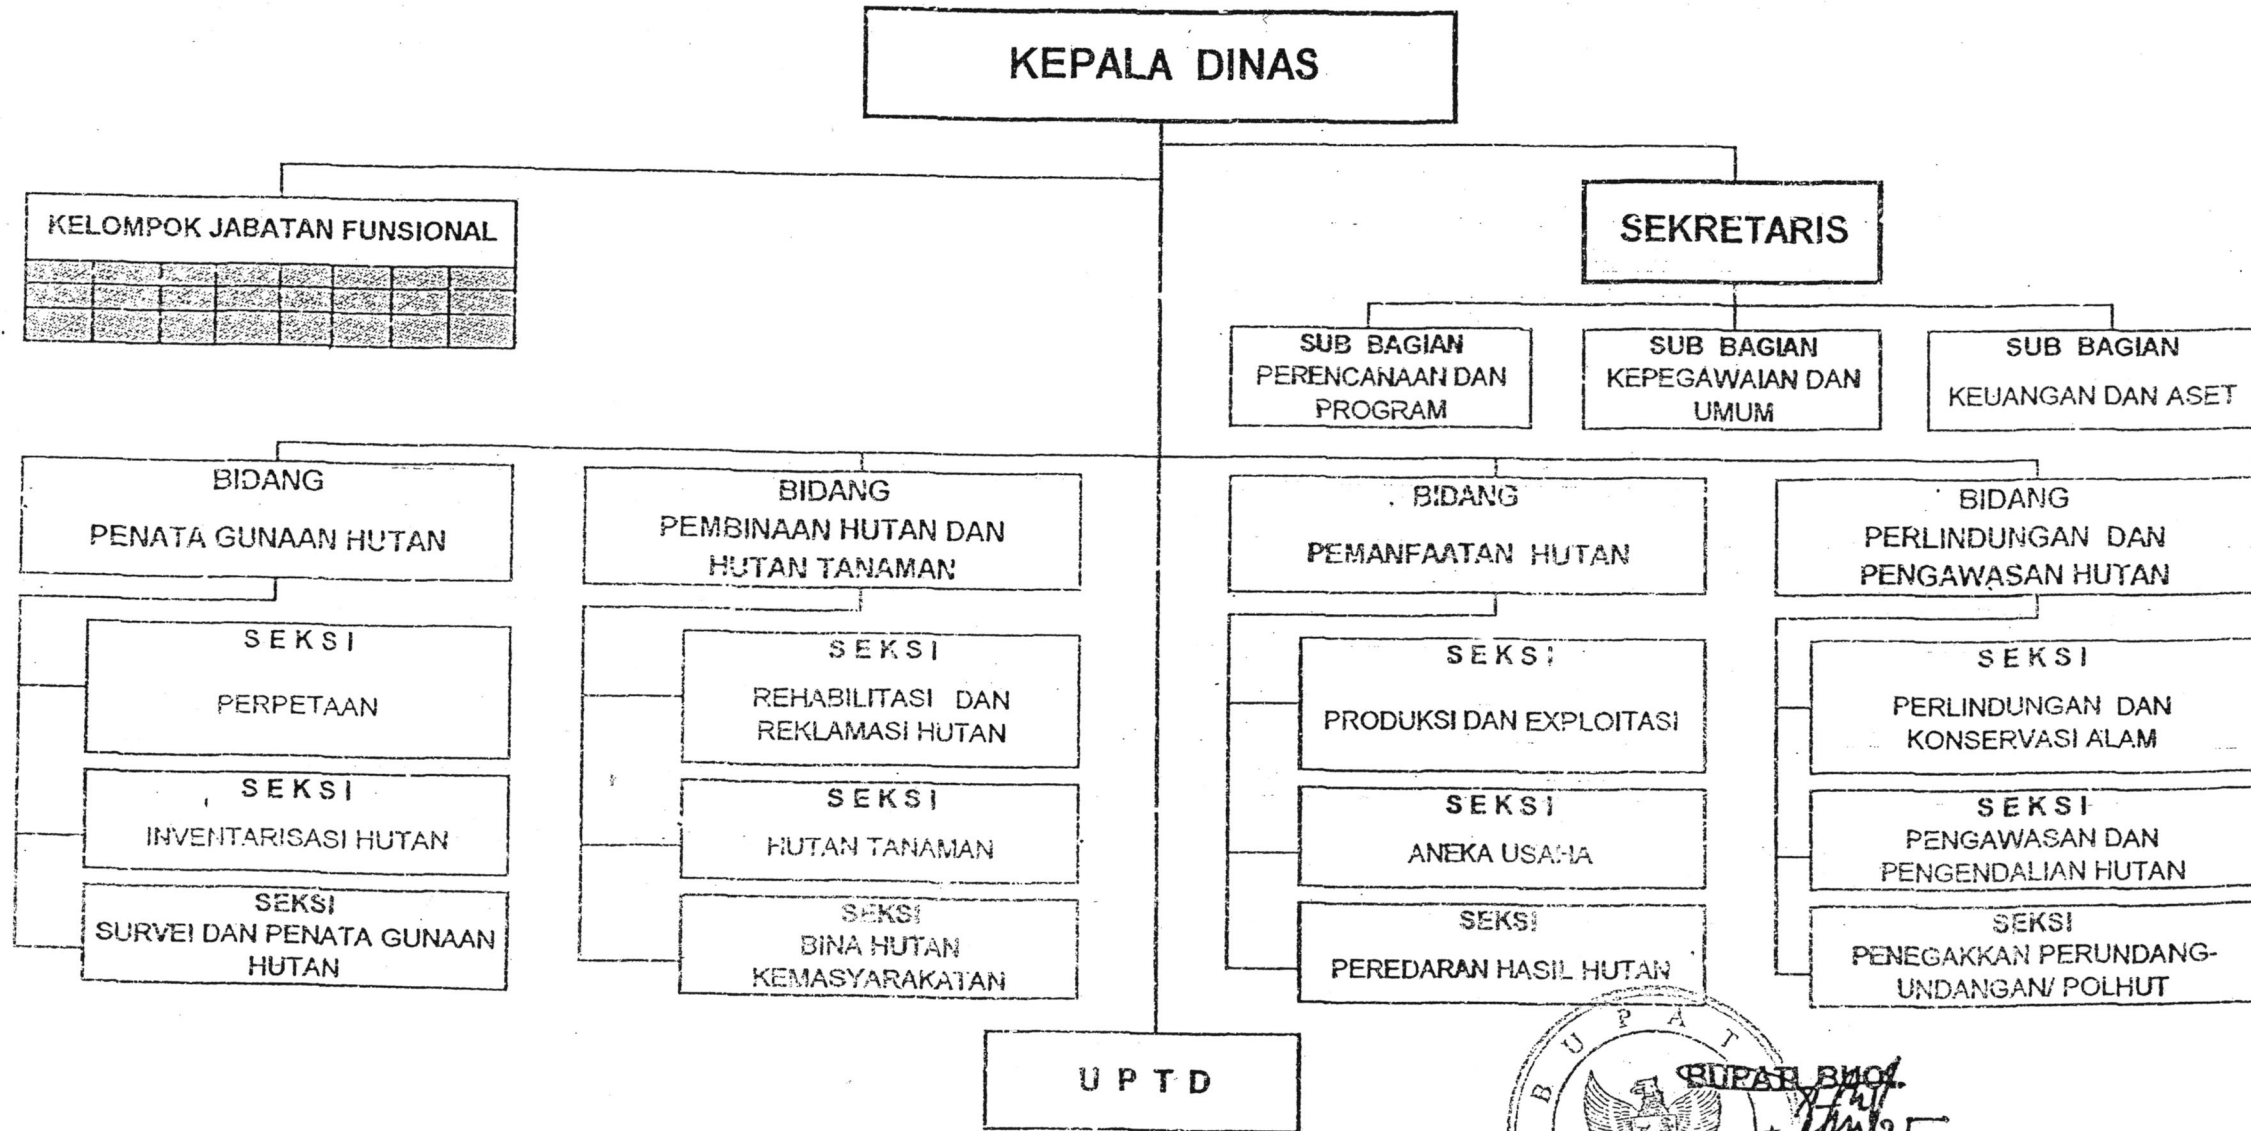 KEPALA DINAS
KELOMPOK JABATAN FUNSIONAL
SEKRETARIS
SUB BAGIAN
PERENCANAAN DAN
PROGRAM
SUB BAGIAN
KEPEGAWAIAN DAN
UMUM
SUB BAGIAN
KEUANGAN DAN ASET
BIDANG
PENATA GUNAAN HUTAN
SEKSI
PERPETAAN
SEKSI
INVENTARISASI HUTAN
SEKSI
SURVEI DAN PENATA GUNAAN
HUTAN
BIDANG
PEMBINAAN HUTAN DAN
HUTAN TANAMAN
SEKSI
REHABILITASI DAN
REKLAMASI HUTAN
SEKSI
HUTAN TANAMAN
SEKSI
BINA HUTAN
KEMASYARAKATAN
BIDANG
PEMANFAATAN HUTAN
SEKSI
PRODUKSI DAN EXPLOITASI
SEKSI
ANEKA USAHA
SEKSI
PEREDARAN HASIL HUTAN
BIDANG
PERLINDUNGAN DAN
PENGAWASAN HUTAN
SEKSI
PERLINDUNGAN DAN
KONSERVASI ALAM
SEKSI
PENGAWASAN DAN
PENGENDALIAN HUTAN
SEKSI
PENEGAKKAN PERUNDANG-
UNDANGAN/ POLHUT
UPTD
BUPAT
BUPATI BUOL